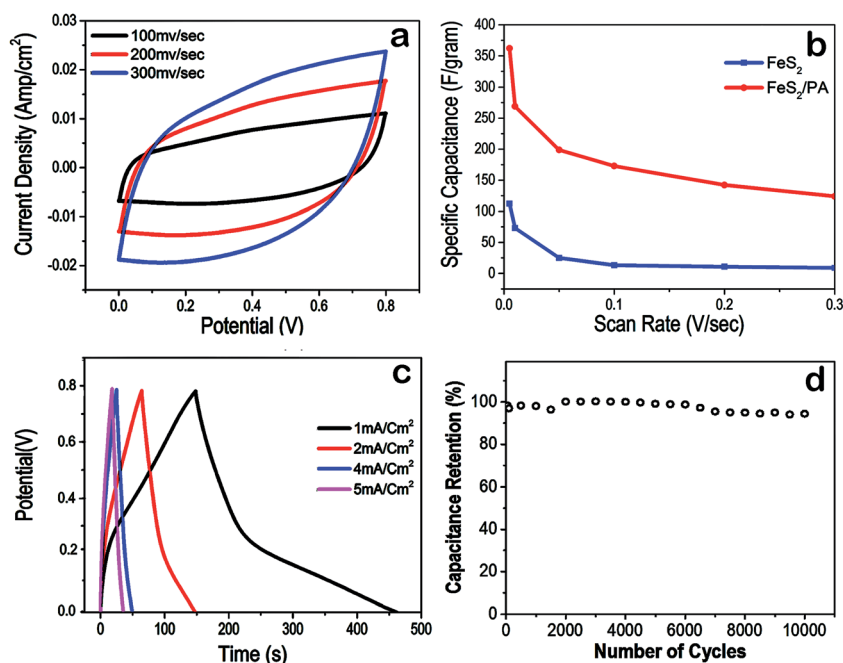 a
100mv/sec
200mv/sec
300mv/sec
0.03
0.02
0.01
0.00
-0.01
-0.02
Current Density (Amp/cm²)
0.0 0.2 0.4 0.6 0.8
Potential (V)
b
FeS₂
FeS₂/PA
400
350
300
250
200
150
100
50
0
Specific Capacitance (F/gram)
0.0 0.1 0.2 0.3
Scan Rate (V/sec)
c
1mA/Cm²
2mA/Cm²
4mA/Cm²
5mA/Cm²
0.8
0.6
0.4
0.2
0.0
Potential(V)
0 50 100 150 200 250 300 350 400 450 500
Time (s)
d
120
100
80
60
40
20
0
Capacitance Retention (%)
0 2000 4000 6000 8000 10000
Number of Cycles